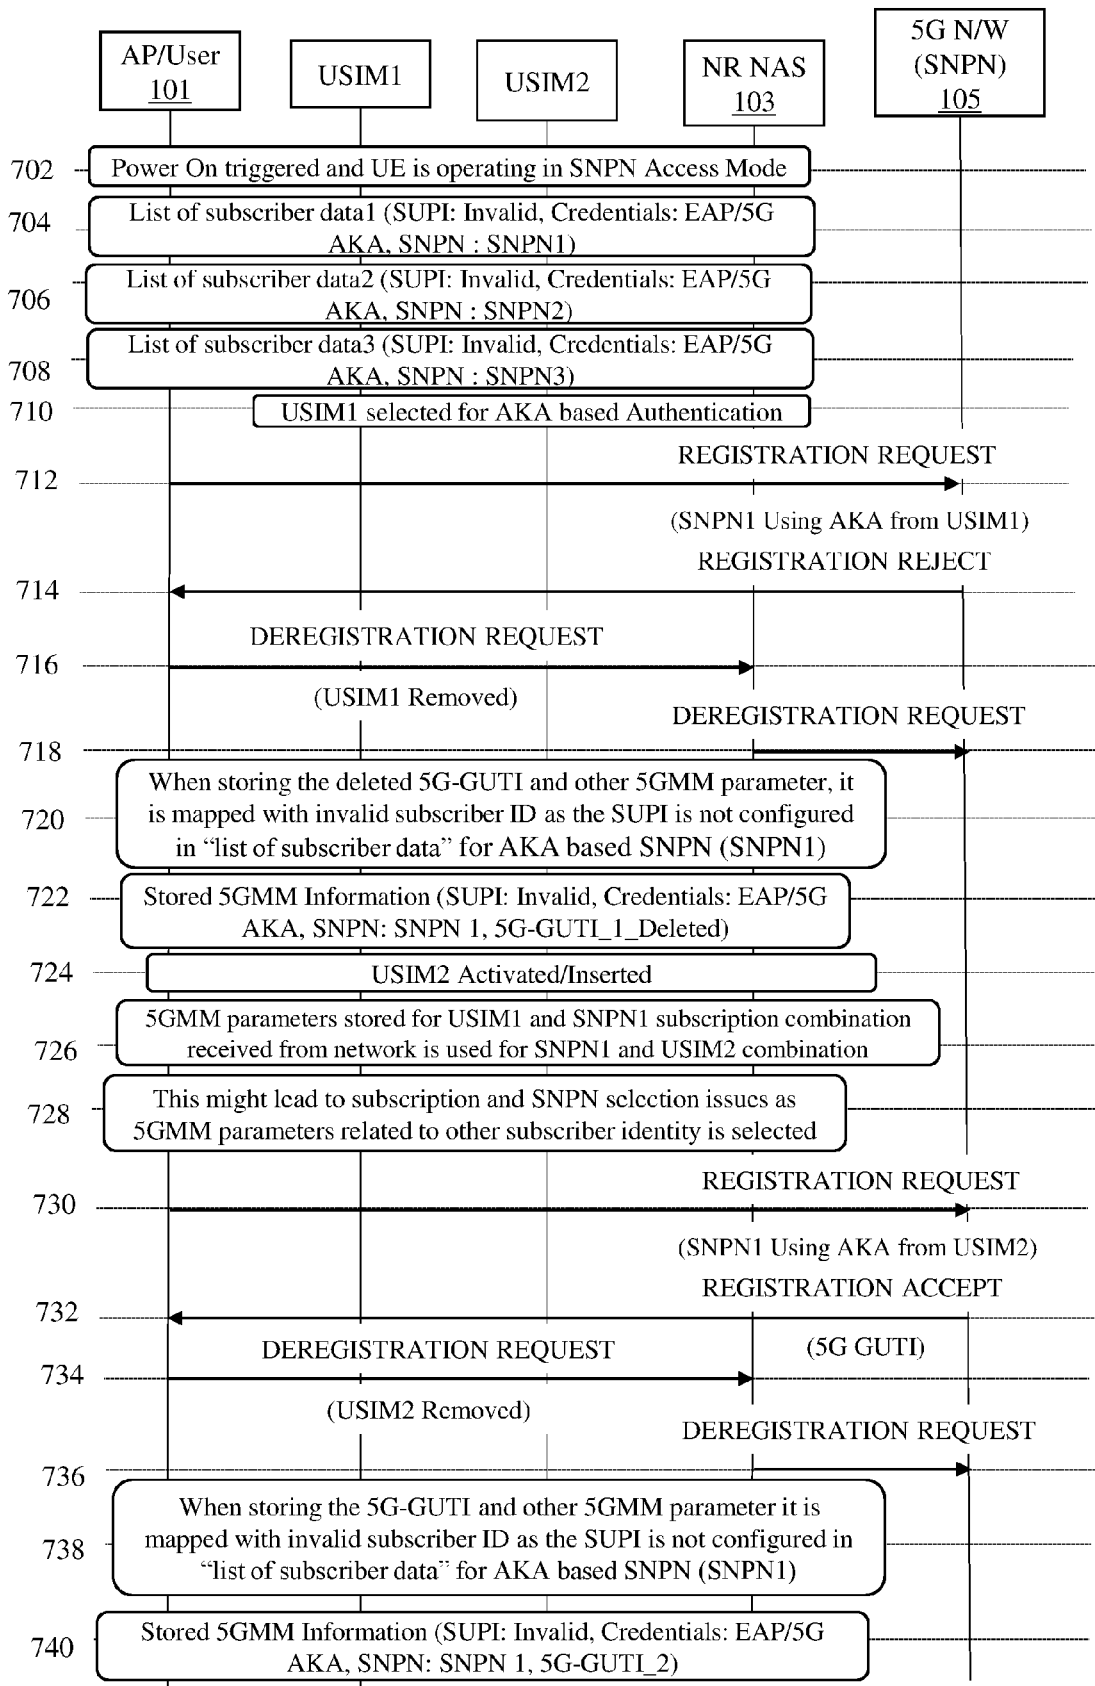 AP/User
101
USIM1
USIM2
NR NAS
103
5G N/W
(SNPN)
105
702
Power On triggered and UE is operating in SNPN Access Mode
704
List of subscriber data1 (SUPI: Invalid, Credentials: EAP/5G
AKA, SNPN : SNPN1)
706
List of subscriber data2 (SUPI: Invalid, Credentials: EAP/5G
AKA, SNPN : SNPN2)
708
List of subscriber data3 (SUPI: Invalid, Credentials: EAP/5G
AKA, SNPN : SNPN3)
710
USIM1 selected for AKA based Authentication
REGISTRATION REQUEST
712
(SNPN1 Using AKA from USIM1)
REGISTRATION REJECT
714
DEREGISTRATION REQUEST
716
(USIM1 Removed)
DEREGISTRATION REQUEST
718
When storing the deleted 5G-GUTI and other 5GMM parameter, it
720
is mapped with invalid subscriber ID as the SUPI is not configured
in “list of subscriber data” for AKA based SNPN (SNPN1)
722
Stored 5GMM Information (SUPI: Invalid, Credentials: EAP/5G
AKA, SNPN: SNPN 1, 5G-GUTI_1_Deleted)
724
USIM2 Activated/Inserted
5GMM parameters stored for USIM1 and SNPN1 subscription combination
726
received from network is used for SNPN1 and USIM2 combination
728
This might lead to subscription and SNPN selection issues as
5GMM parameters related to other subscriber identity is selected
REGISTRATION REQUEST
730
(SNPN1 Using AKA from USIM2)
REGISTRATION ACCEPT
732
(5G GUTI)
DEREGISTRATION REQUEST
734
(USIM2 Removed)
DEREGISTRATION REQUEST
736
When storing the 5G-GUTI and other 5GMM parameter it is
738
mapped with invalid subscriber ID as the SUPI is not configured in
“list of subscriber data” for AKA based SNPN (SNPN1)
740
Stored 5GMM Information (SUPI: Invalid, Credentials: EAP/5G
AKA, SNPN: SNPN 1, 5G-GUTI_2)